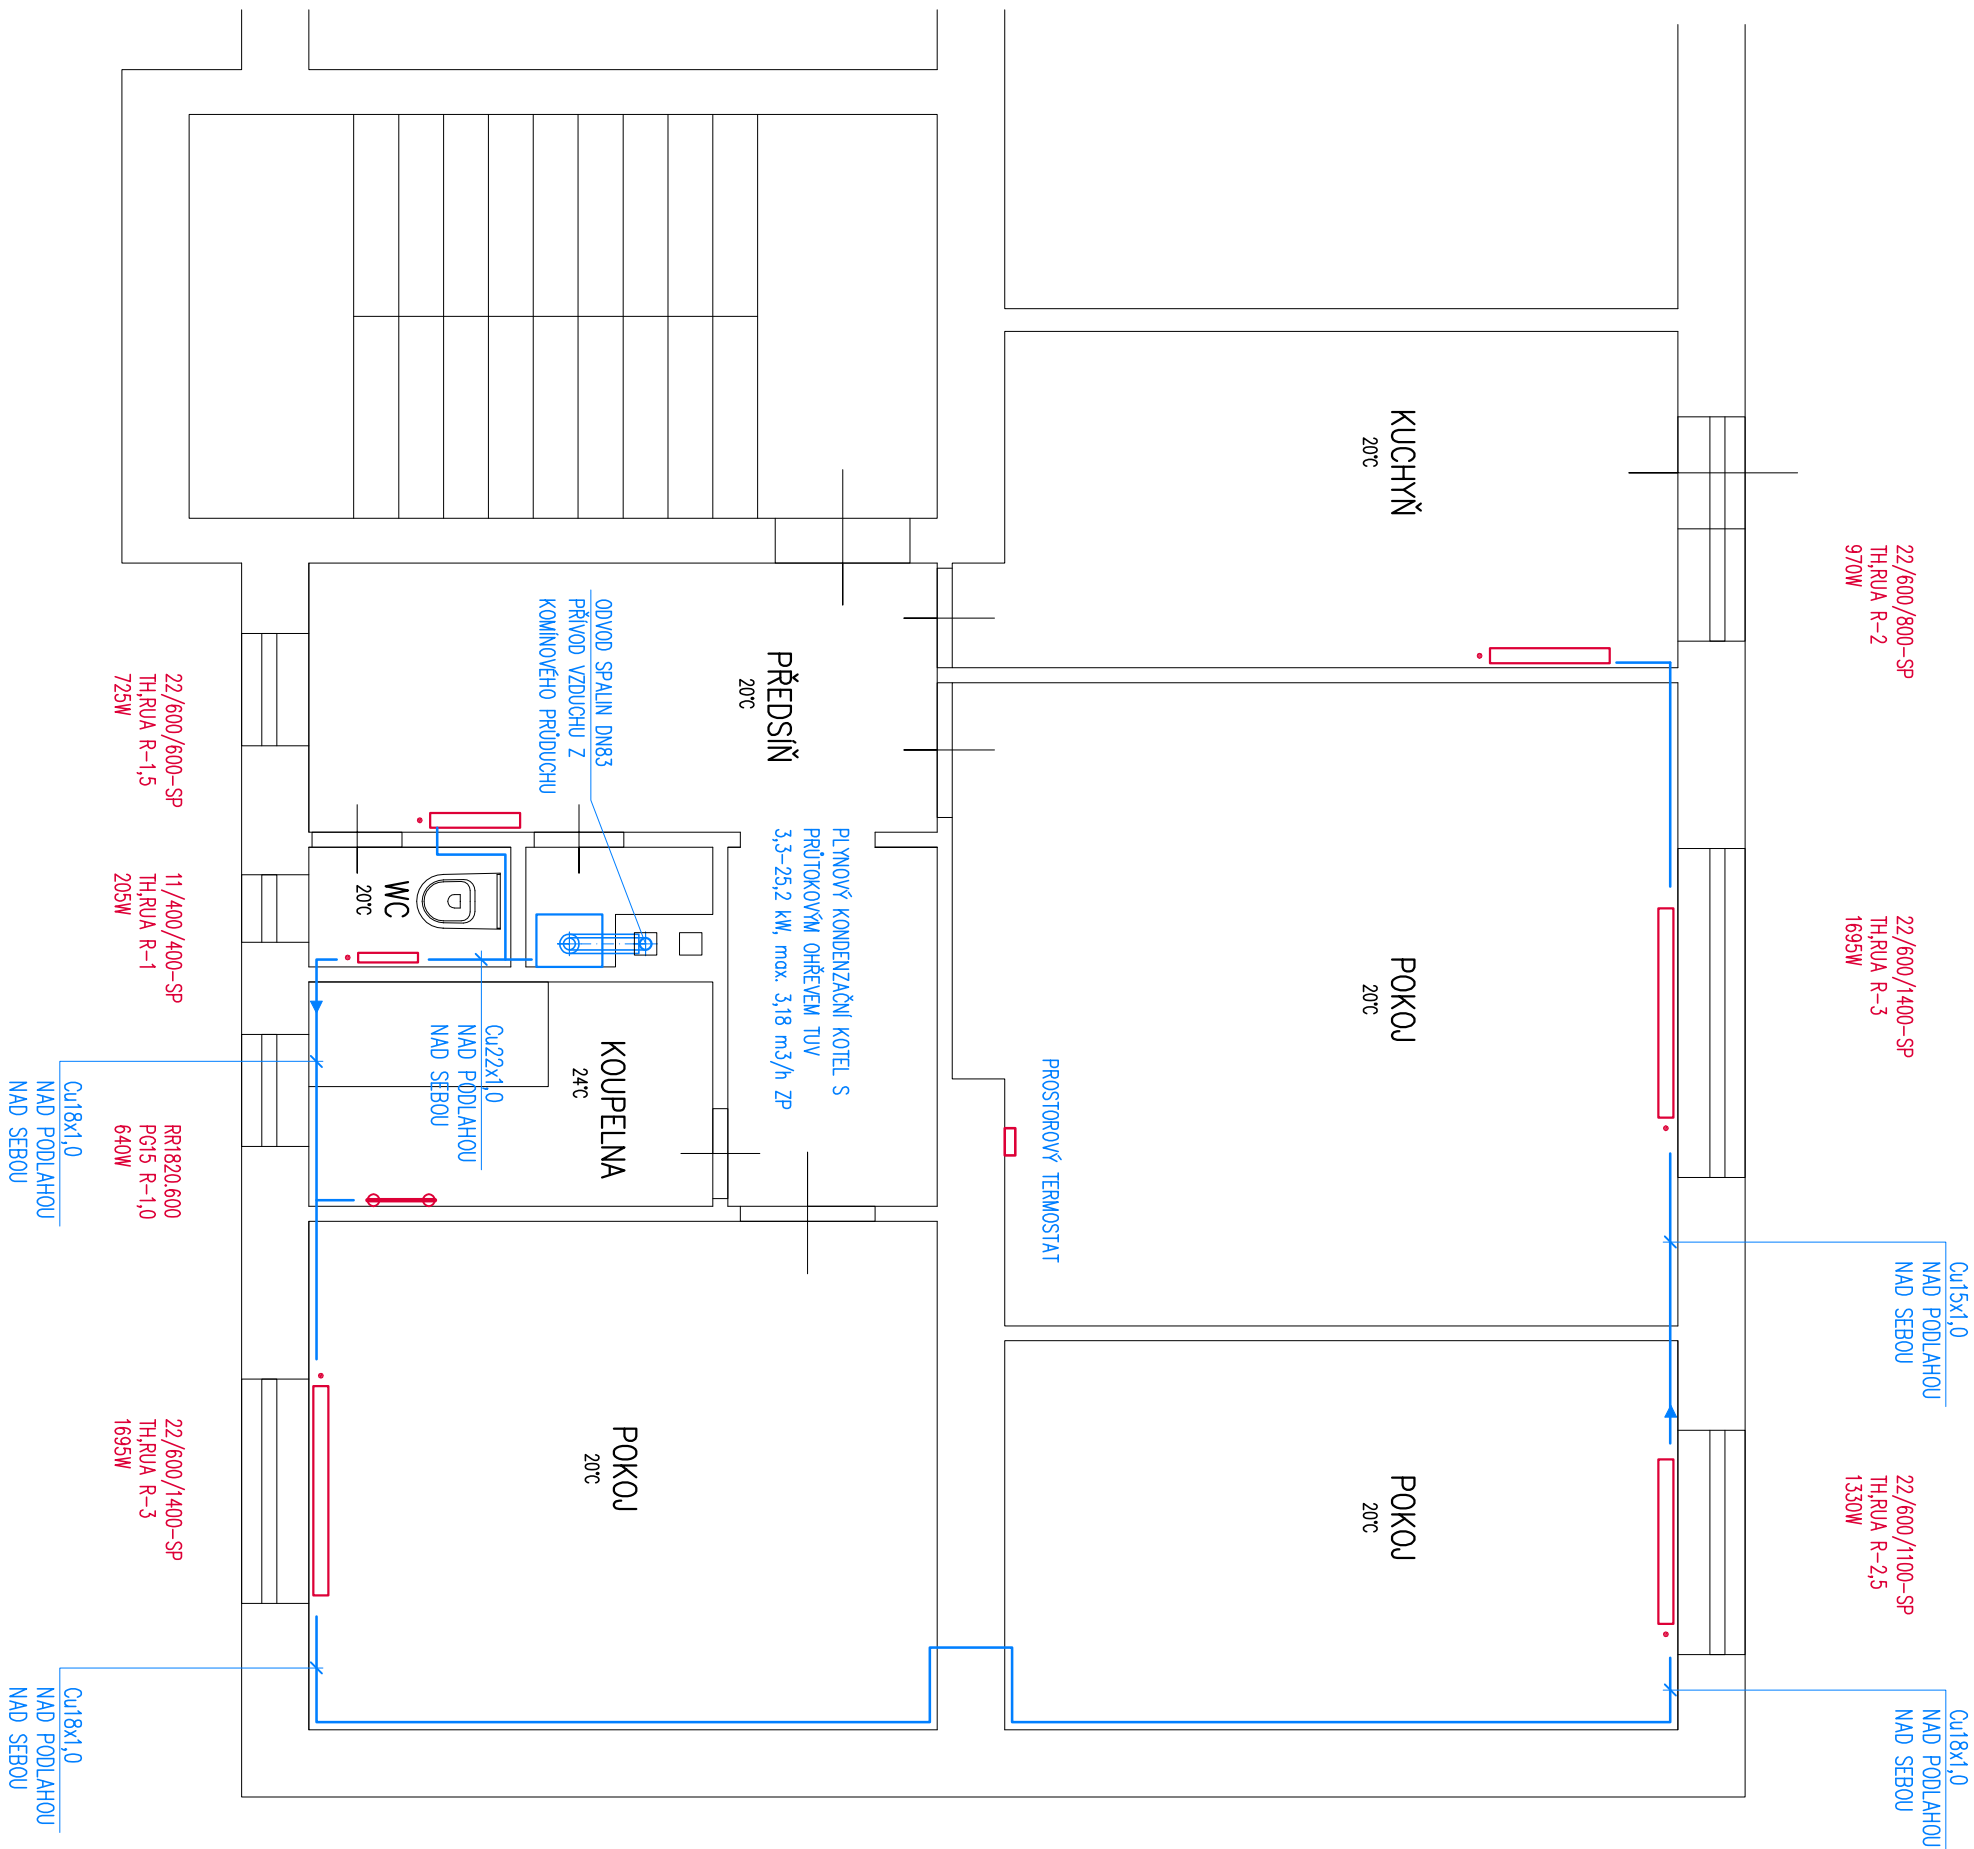 22/600/800-SP
TH,RUA R-2
970W
22/600/1400-SP
TH,RUA R-3
1695W
Cu15x1,0
NAD PODLAHOU
NAD SEBOU
22/600/1100-SP
TH,RUA R-2,5
1330W
Cu18x1,0
NAD PODLAHOU
NAD SEBOU
KUCHYŇ
20°C
POKOJ
20°C
POKOJ
20°C
PROSTOROVÝ TERMOSTAT
PLYNOVÝ KONDENZAČNÍ KOTEL S
PRŮTOKOVÝM OHŘEVEM TUV
3,3-25,2 kW, max. 3,18 m3/h ZP
PŘEDSÍŇ
20°C
ODVOD SPALIN DN83
PŘÍVOD VZDUCHU Z
KOMÍNOVÉHO PRŮDUCHU
KOUPELNA
24°C
POKOJ
20°C
WC
20°C
Cu22x1,0
NAD PODLAHOU
NAD SEBOU
22/600/600-SP
TH,RUA R-1,5
725W
11/400/400-SP
TH,RUA R-1
205W
RR1820.600
PG15 R-1,0
640W
22/600/1400-SP
TH,RUA R-3
1695W
Cu18x1,0
NAD PODLAHOU
NAD SEBOU
Cu18x1,0
NAD PODLAHOU
NAD SEBOU